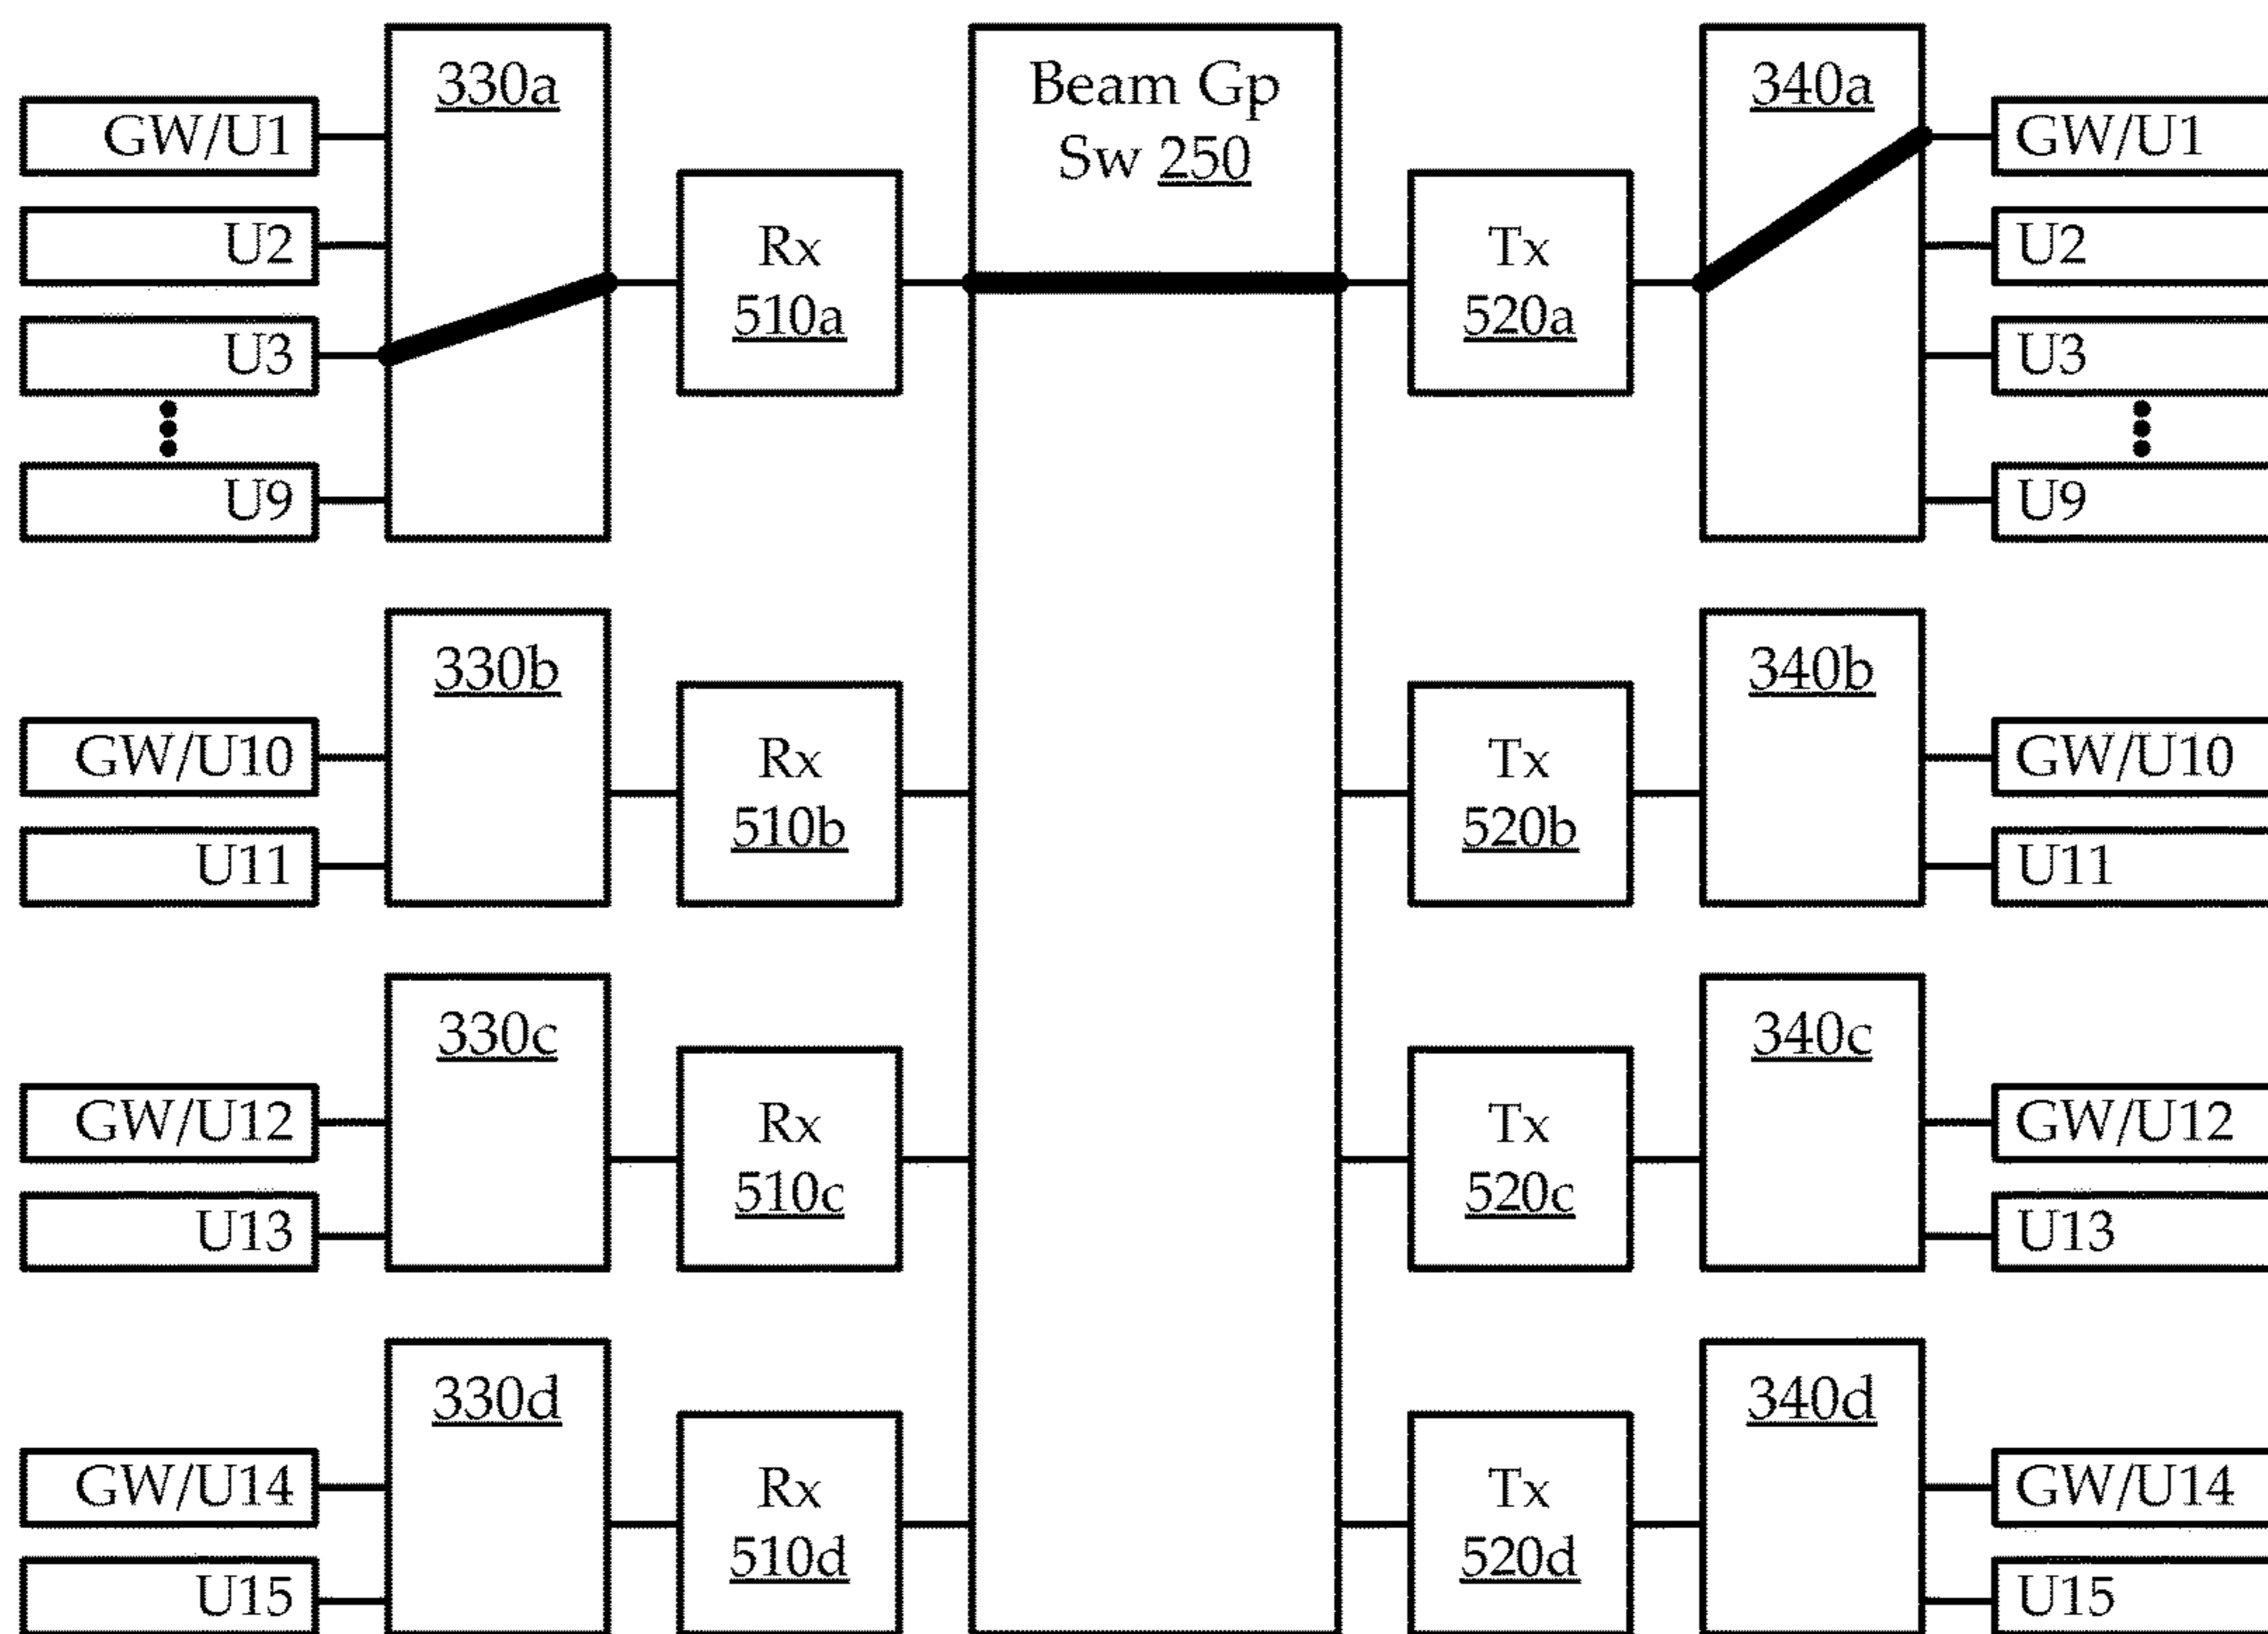 330a
Beam Gp
Sw 250
340a
GW/U1
GW/U1
U2
Rx
510a
Tx
520a
U2
U3
U3
U9
U9
330b
340b
GW/U10
Rx
510b
Tx
520b
GW/U10
U11
U11
330c
340c
GW/U12
Rx
510c
Tx
520c
GW/U12
U13
U13
330d
340d
GW/U14
Rx
510d
Tx
520d
GW/U14
U15
U15